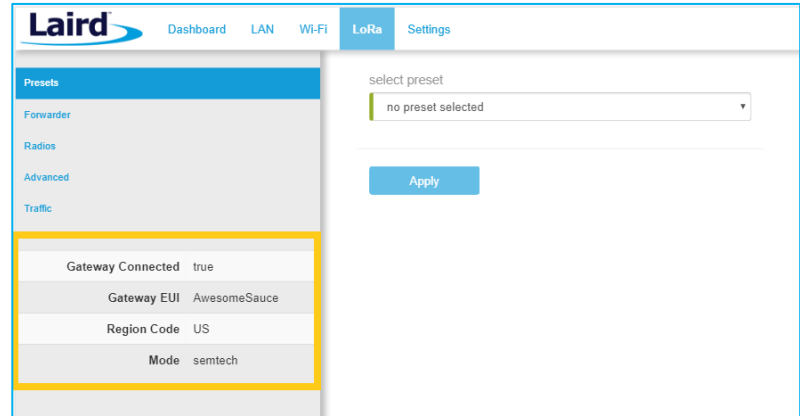 Laird Dashboard LAN Wi-Fi LoRa Settings
Presets
Forwarder
Radios
Advanced
Traffic
Gateway Connected true
Gateway EUI AwesomeSauce
Region Code US
Mode semtech
select preset
no preset selected
Apply